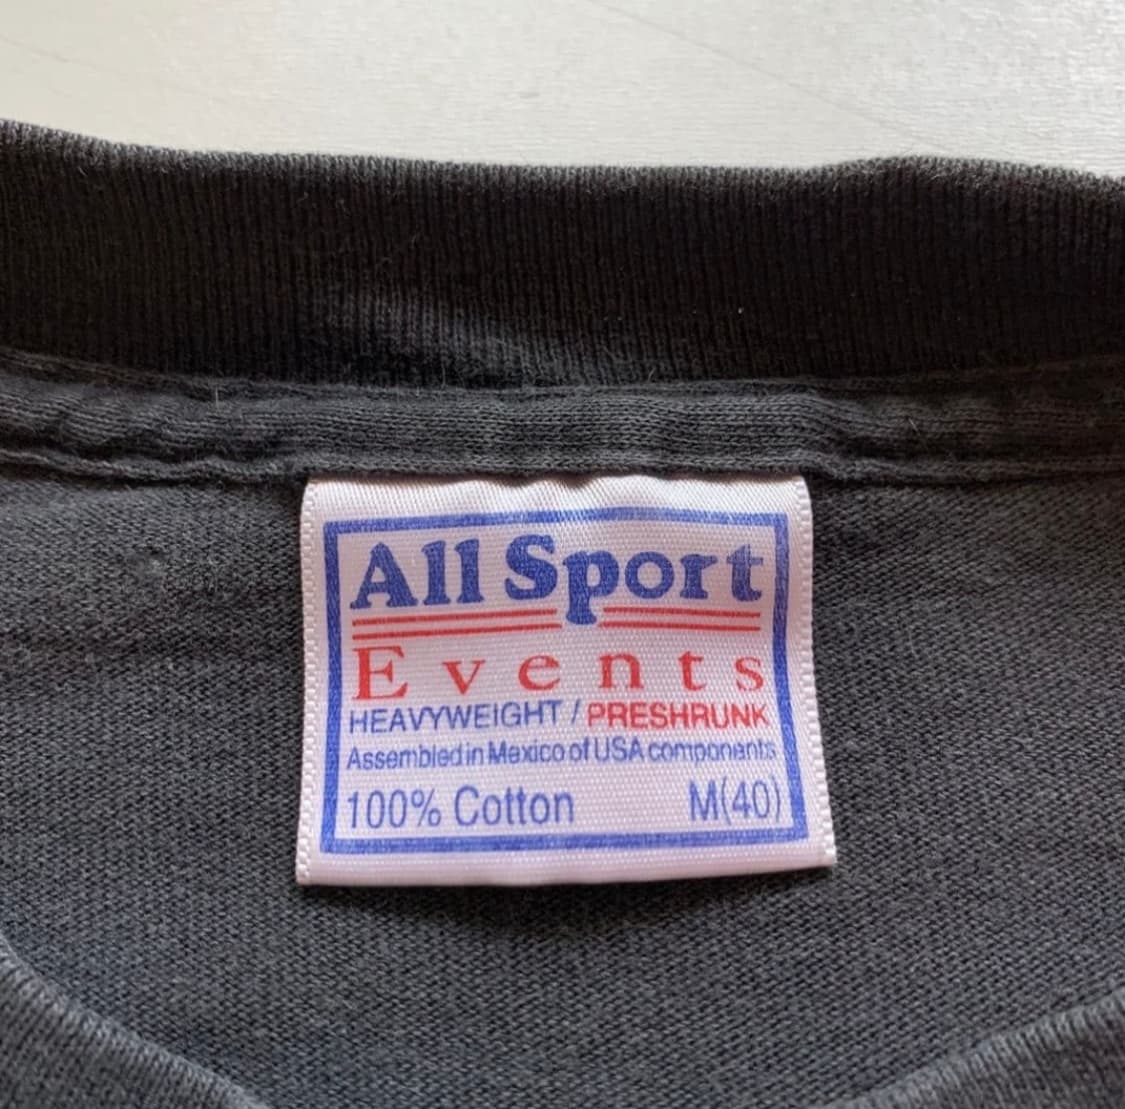 All Sport
Events
HEAVYWEIGHT / PRESHRUNK
Assembled in Mexico of USA components
100% Cotton M(40)